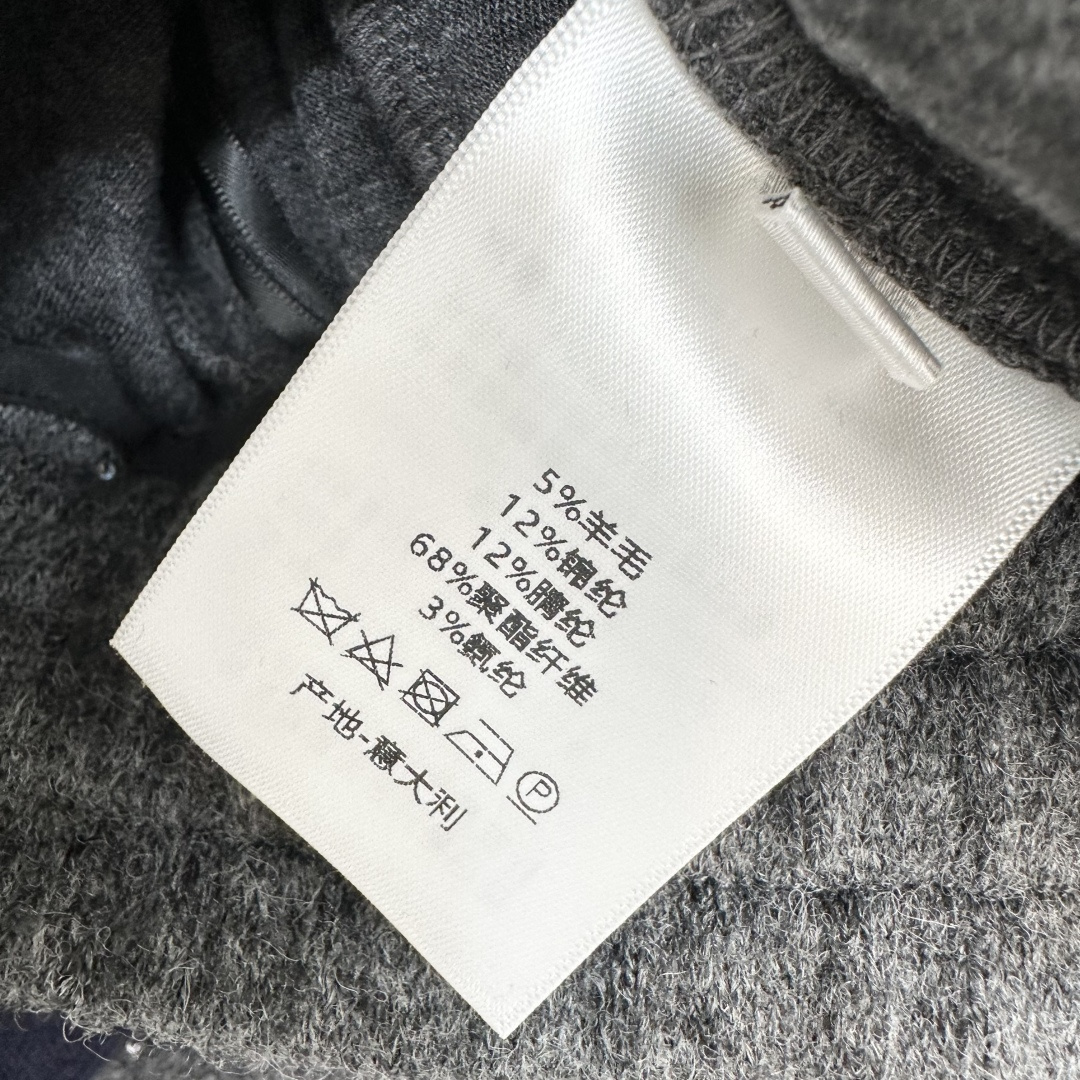 5%羊毛
12%锦纶
12%腈纶
68%聚酯纤维
3%氨纶
P
产地-意大利